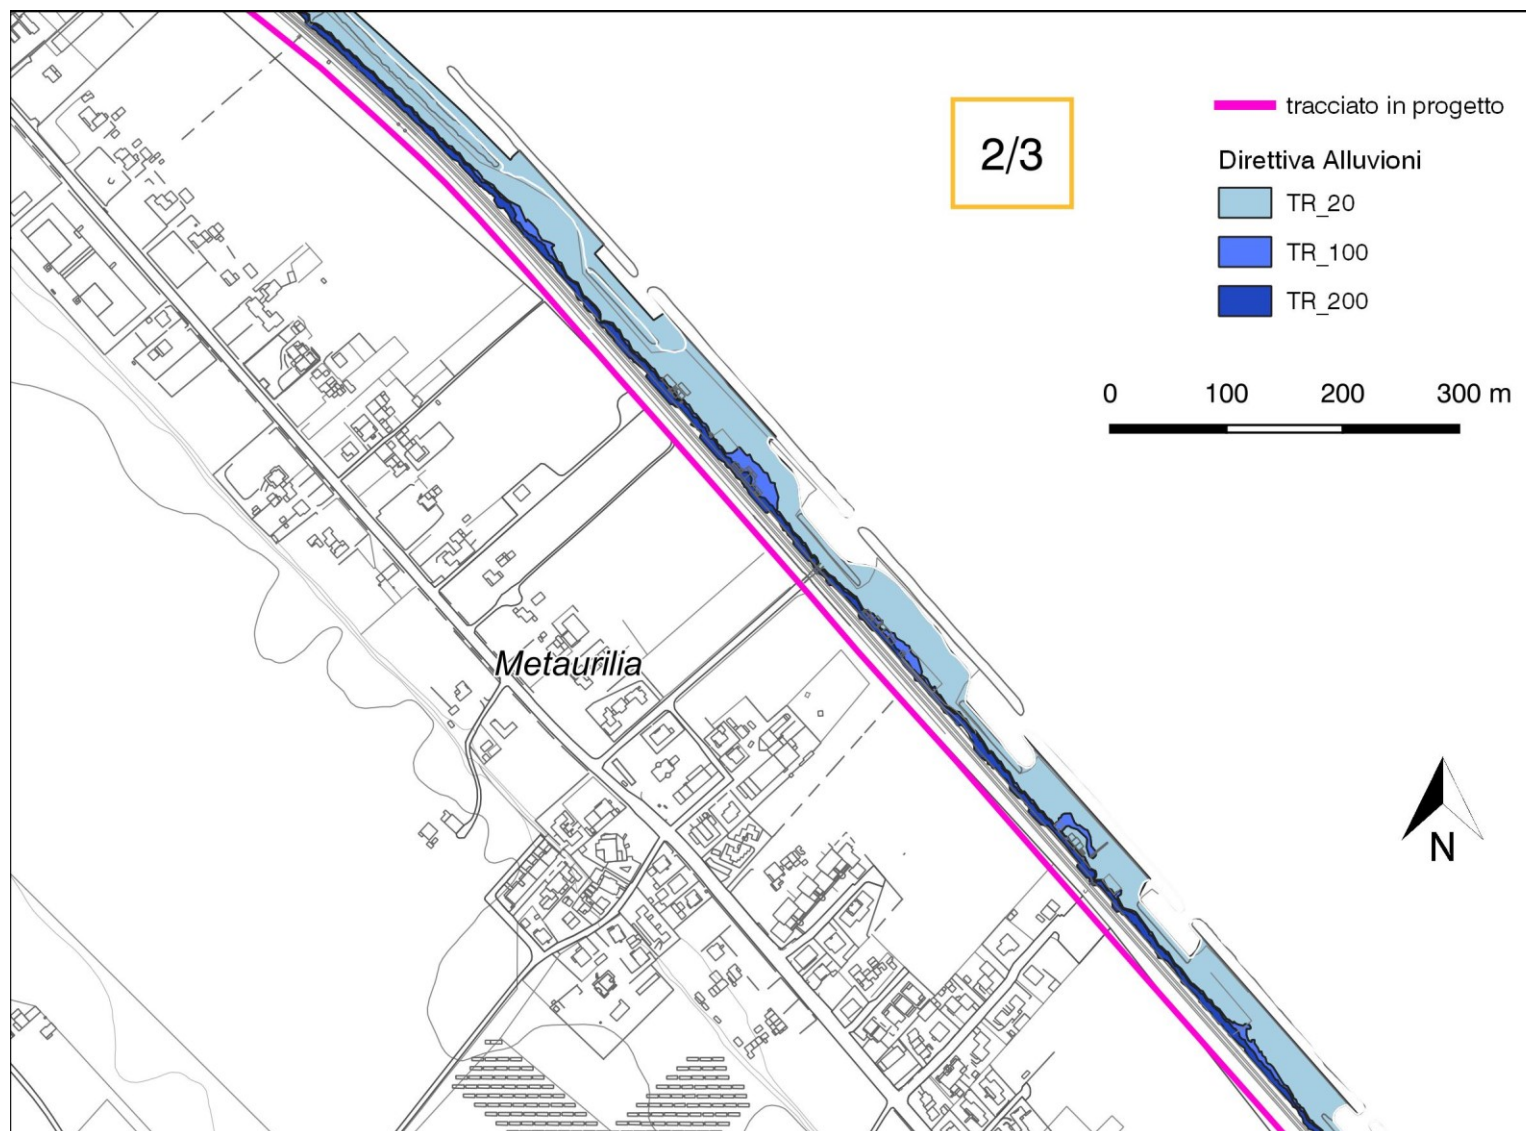 2/3
tracciato in progetto
Direttiva Alluvioni
TR_20
TR_100
TR_200
0 100 200 300 m
Metaurilia
N